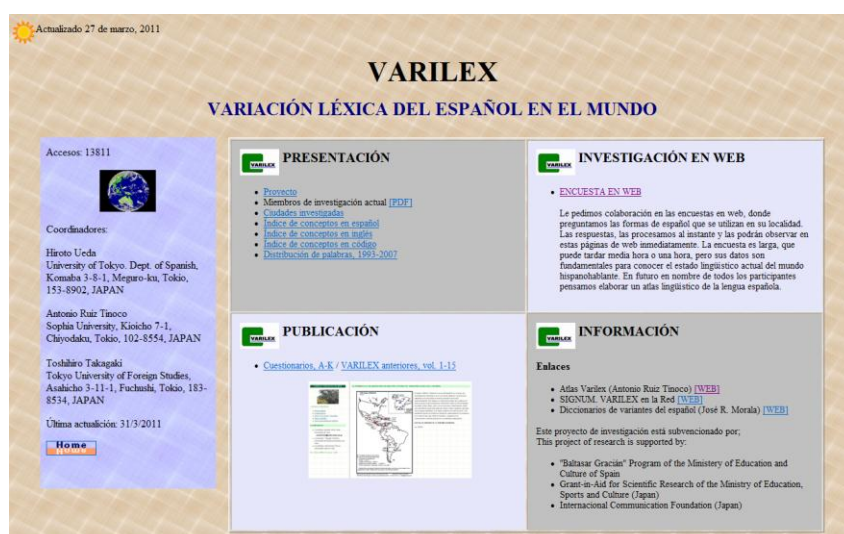 Actualizado 27 de marzo, 2011
VARILEX
VARIACIÓN LÉXICA DEL ESPAÑOL EN EL MUNDO
Accesos: 13811
Coordinadores:
Hiroto Ueda
University of Tokyo. Dept. of Spanish,
Komaba 3-8-1, Meguro-ku, Tokio,
153-8902, JAPAN
Antonio Ruiz Tinoco
Sophia University, Kioicho 7-1,
Chiyodaku, Tokio, 102-8554, JAPAN
Toshihiro Takagaki
Tokyo University of Foreign Studies,
Asahicho 3-11-1, Fuchushi, Tokio, 183-
8534, JAPAN
Última actualición: 31/3/2011
Home
VARILEX
PRESENTACIÓN
Proyecto
Miembros de investigación actual [PDF]
Ciudades investigadas
Índice de conceptos en español
Índice de conceptos en inglés
Índice de conceptos en código
Distribución de palabras, 1993-2007
VARILEX
INVESTIGACIÓN EN WEB
ENCUESTA EN WEB
Le pedimos colaboración en las encuestas en web, donde
preguntamos las formas de español que se utilizan en su localidad.
Las respuestas, las procesamos al instante y las podrán observar en
estas páginas de web inmediatamente. La encuesta es larga, que
puede tardar media hora o una hora, pero sus datos son
fundamentales para conocer el estado lingüístico actual del mundo
hispanohablante. En futuro en nombre de todos los participantes
pensamos elaborar un atlas lingüístico de la lengua española.
VARILEX
PUBLICACIÓN
Cuestionarios, A-K / VARILEX anteriores, vol. 1-15
VARILEX
INFORMACIÓN
Enlaces
Atlas Varilex (Antonio Ruiz Tinoco) [WEB]
SIGNUM. VARILEX en la Red [WEB]
Diccionarios de variantes del español (José R. Morala) [WEB]
Este proyecto de investigación está subvencionado por;
This project of research is supported by:
"Baltasar Gracián" Program of the Ministery of Education and
Culture of Spain
Grant-in-Aid for Scientific Research of the Ministry of Education,
Sports and Culture (Japan)
Internacional Communication Foundation (Japan)